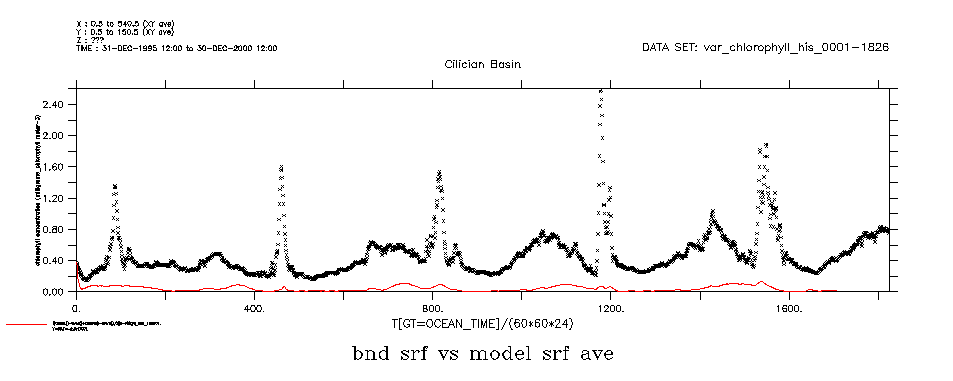 X : 0.5 to 540.5 (XY ave)
Y : 0.5 to 150.5 (XY ave)
Z : ???
TIME : 31-DEC-1995 12:00 to 30-DEC-2000 12:00
DATA SET: var_chlorophyll_his_0001-1826
Cilician Basin
2.40
2.00
1.60
1.20
0.80
0.40
0.00
0. 400. 800. 1200. 1600.
T[GT=OCEAN_TIME]/(60*60*24)
bnd srf vs model srf ave